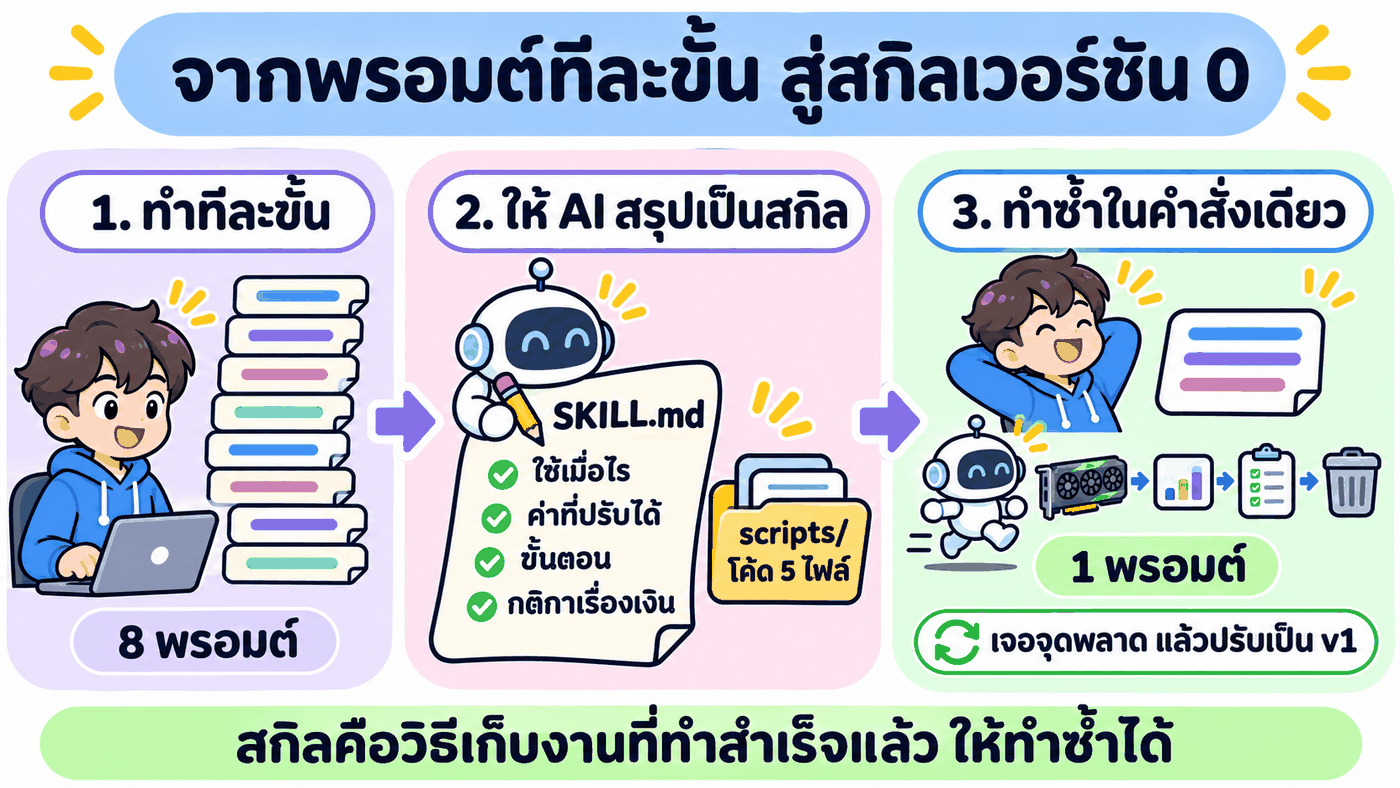 จากพรอมต์ทีละขั้น สู่สกิลเวอร์ซัน 0
1. ทำทีละขั้น
8 พรอมต์
2. ให้ AI สรุปเป็นสกิล
SKILL.md
ใช้เมื่อไร
ค่าที่ปรับได้
ขั้นตอน
กติกาเรื่องเงิน
scripts/
โค้ด 5 ไฟล์
3. ทำซ้ำในคำสั่งเดียว
1 พรอมต์
เจอจุดพลาด แล้วปรับเป็น v1
สกิลคือวิธีเก็บงานที่ทำสำเร็จแล้ว ให้ทำซ้ำได้